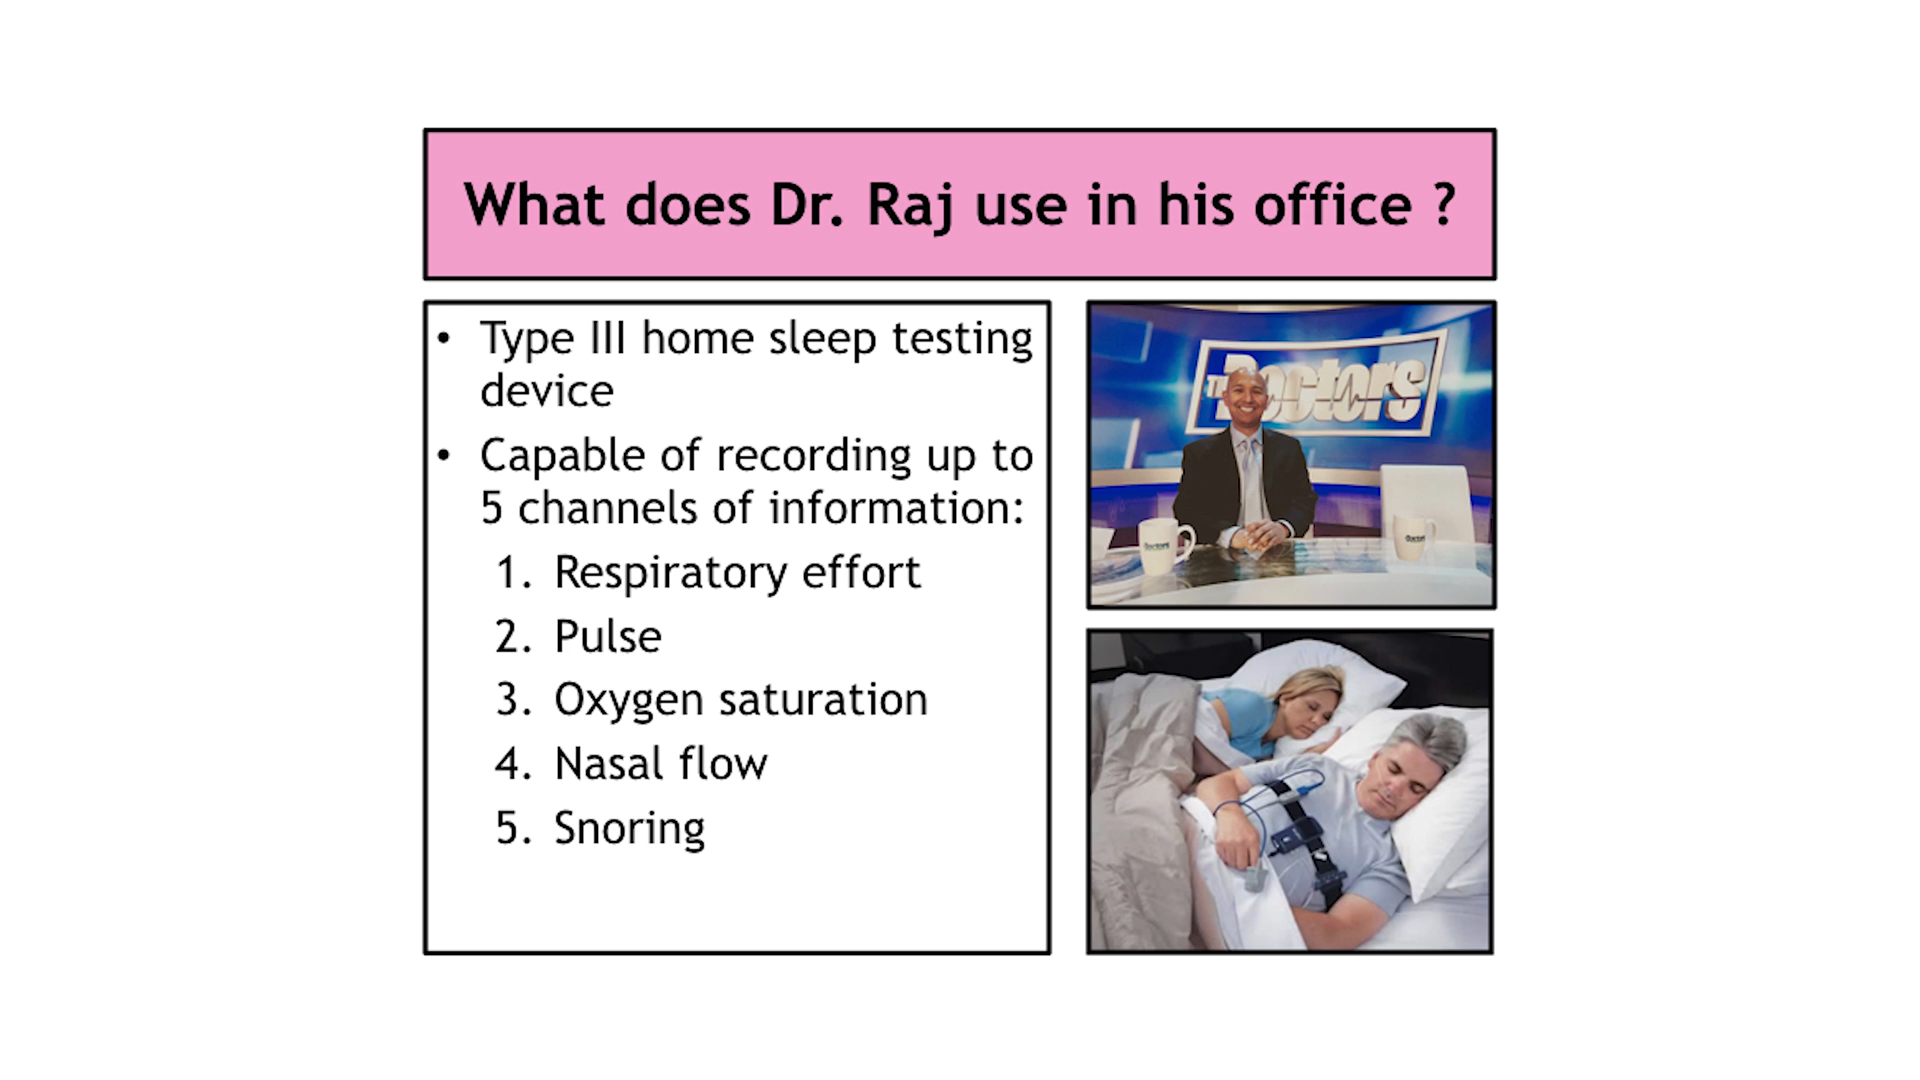 What does Dr. Raj use in his office ?
• Type III home sleep testing
device
• Capable of recording up to
5 channels of information:
1. Respiratory effort
2. Pulse
3. Oxygen saturation
4. Nasal flow
5. Snoring
Doctors